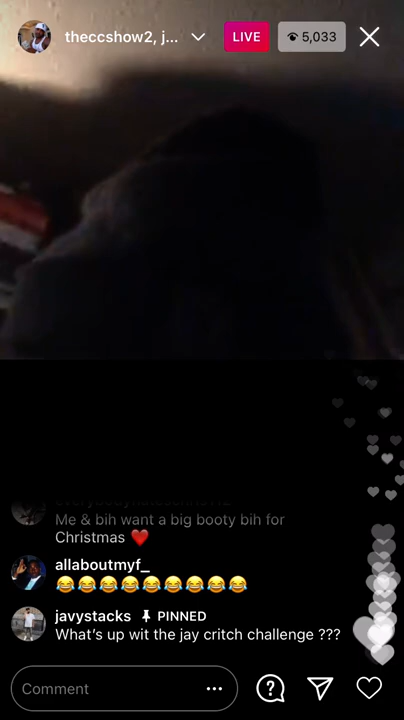 theccshow2, j...
LIVE
5,033
Me & bih want a big booty bih for
Christmas ❤️
allaboutmyf_
😂😂😂😂😂😂😂😂😂
javystacks PINNED
What's up wit the jay critch challenge ???
Comment